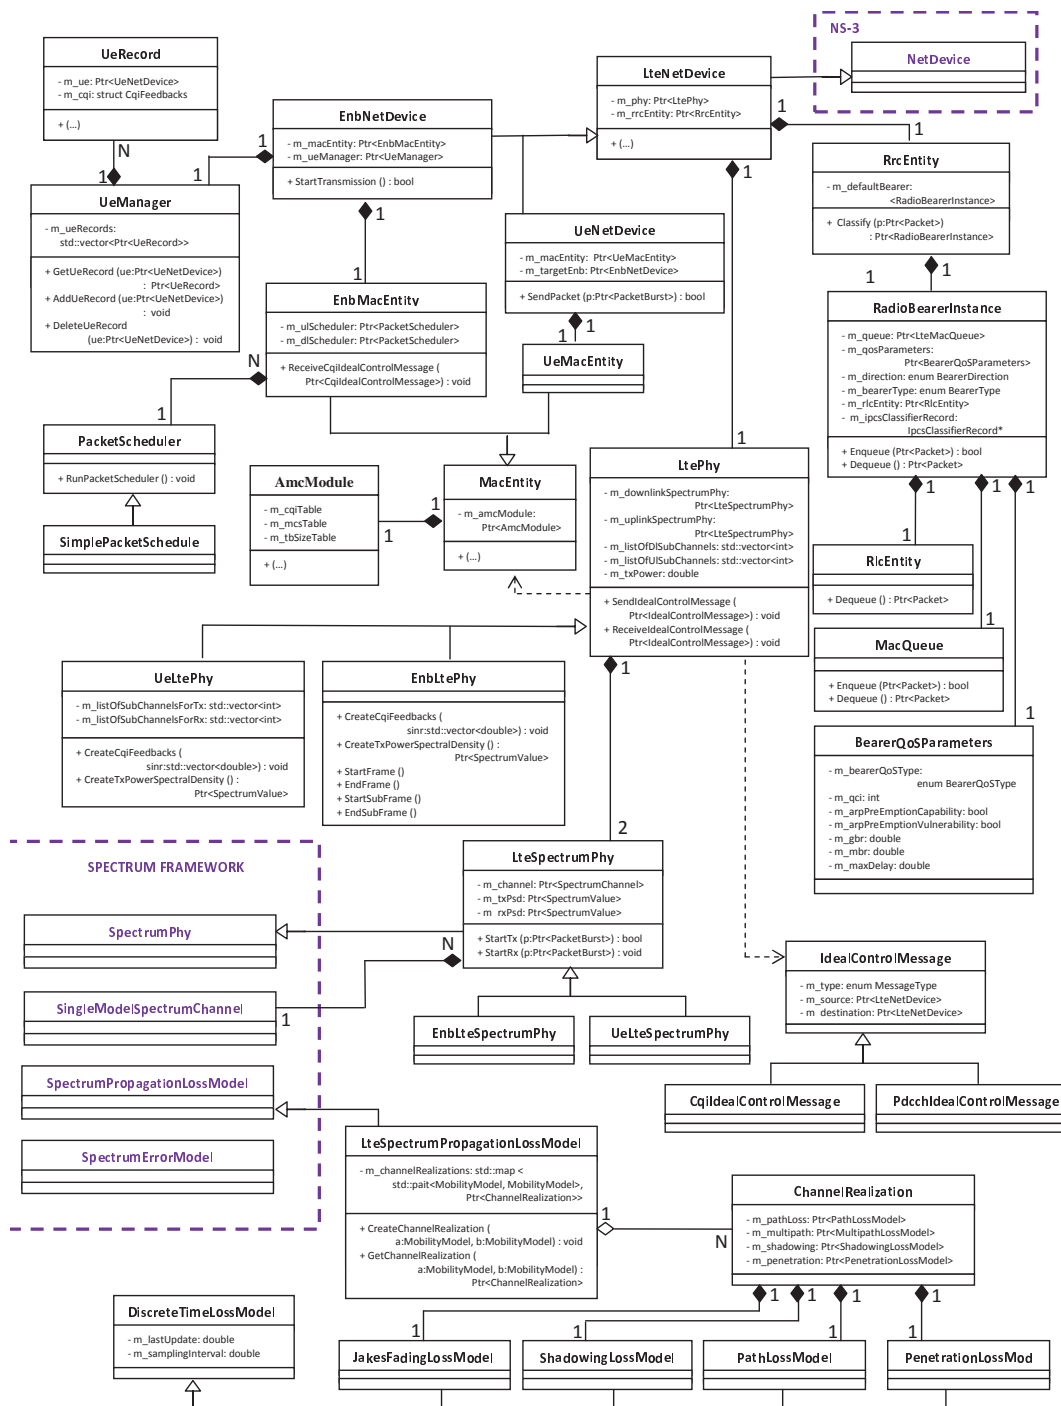 NS-3
NetDevice
UeRecord
- m_ue: Ptr<UeNetDevice>
- m_cqi: struct CqiFeedbacks
+ (...)
N
1
UeManager
- m_ueRecords:
std::vector<Ptr<UeRecord>>
+ GetUeRecord (ue:Ptr<UeNetDevice>)
: Ptr<UeRecord>
+ AddUeRecord (ue:Ptr<UeNetDevice>)
: void
+ DeleteUeRecord
(ue:Ptr<UeNetDevice>) : void
1
1
EnbNetDevice
- m_macEntity: Ptr<EnbMacEntity>
- m_ueManager: Ptr<UeManager>
+ StartTransmission () : bool
1
1
LteNetDevice
- m_phy: Ptr<LtePhy>
- m_rrcEntity: Ptr<RrcEntity>
+ (...)
1
1
1
1
RrcEntity
- m_defaultBearer:
<RadioBearerInstance>
+ Classify (p:Ptr<Packet>)
: Ptr<RadioBearerInstance>
1
1
UeNetDevice
- m_macEntity: Ptr<UeMacEntity>
- m_targetEnb: Ptr<EnbNetDevice>
+ SendPacket (p:Ptr<PacketBurst>) : bool
1
1
UeMacEntity
EnbMacEntity
- m_ulScheduler: Ptr<PacketScheduler>
- m_dlScheduler: Ptr<PacketScheduler>
+ ReceiveCqiIdealControlMessage (
Ptr<CqiIdealControlMessage>) : void
N
1
RadioBearerInstance
- m_queue: Ptr<LteMacQueue>
- m_qosParameters:
Ptr<BearerQoSParameters>
- m_direction: enum BearerDirection
- m_bearerType: enum BearerType
- m_rlcEntity: Ptr<RlcEntity>
- m_ipcsClassifierRecord:
IpcsClassifierRecord*
+ Enqueue (Ptr<Packet>) : bool
+ Dequeue () : Ptr<Packet>
1
1
1
PacketScheduler
+ RunPacketScheduler () : void
SimplePacketSchedule
AmcModule
- m_cqiTable
- m_mcsTable
- m_tbSizeTable
+ (...)
1
1
MacEntity
- m_amcModule:
Ptr<AmcModule>
+ (...)
LtePhy
- m_downlinkSpectrumPhy:
Ptr<LteSpectrumPhy>
- m_uplinkSpectrumPhy:
Ptr<LteSpectrumPhy>
- m_listOfDlSubChannels: std::vector<int>
- m_listOfUlSubChannels: std::vector<int>
- m_txPower: double
+ SendIdealControlMessage (
Ptr<IdealControlMessage>) : void
+ ReceiveIdealControlMessage (
Ptr<IdealControlMessage>) : void
1
2
1
RlcEntity
+ Dequeue () : Ptr<Packet>
1
MacQueue
+ Enqueue (Ptr<Packet>) : bool
+ Dequeue () : Ptr<Packet>
1
BearerQoSParameters
- m_bearerQoSType:
enum BearerQoSType
- m_qci: int
- m_arpPreEmptionCapability: bool
- m_arpPreEmptionVulnerability: bool
- m_gbr: double
- m_mbr: double
- m_maxDelay: double
UeLtePhy
- m_listOfSubChannelsForTx: std::vector<int>
- m_listOfSubChannelsForRx: std::vector<int>
+ CreateCqiFeedbacks (
sinr:std::vector<double>) : void
+ CreateTxPowerSpectralDensity () :
Ptr<SpectrumValue>
EnbLtePhy
+ CreateCqiFeedbacks (
sinr:std::vector<double>) : void
+ CreateTxPowerSpectralDensity () :
Ptr<SpectrumValue>
+ StartFrame ()
+ EndFrame ()
+ StartSubFrame ()
+ EndSubFrame ()
SPECTRUM FRAMEWORK
SpectrumPhy
SingleModelSpectrumChannel
SpectrumPropagationLossModel
SpectrumErrorModel
LteSpectrumPhy
- m_channel: Ptr<SpectrumChannel>
- m_txPsd: Ptr<SpectrumValue>
- m_rxPsd: Ptr<SpectrumValue>
+ StartTx (p:Ptr<PacketBurst>) : bool
+ StartRx (p:Ptr<PacketBurst>) : void
N
1
EnbLteSpectrumPhy
UeLteSpectrumPhy
IdealControlMessage
- m_type: enum MessageType
- m_source: Ptr<LteNetDevice>
- m_destination: Ptr<LteNetDevice>
CqiIdealControlMessage
PdcchIdealControlMessage
LteSpectrumPropagationLossModel
- m_channelRealizations: std::map <
std::pait<MobilityModel, MobilityModel>,
Ptr<ChannelRealization>>
+ CreateChannelRealization (
a:MobilityModel, b:MobilityModel) : void
+ GetChannelRealization (
a:MobilityModel, b:MobilityModel) :
Ptr<ChannelRealization>
1
N
ChannelRealization
- m_pathLoss: Ptr<PathLossModel>
- m_multipath: Ptr<MultipathLossModel>
- m_shadowing: Ptr<ShadowingLossModel>
- m_penetration: Ptr<PenetrationLossModel>
1
1
1
1
DiscreteTimeLossModel
- m_lastUpdate: double
- m_samplingInterval: double
1
1
1
1
JakesFadingLossModel
ShadowingLossModel
PathLossModel
PenetrationLossMod